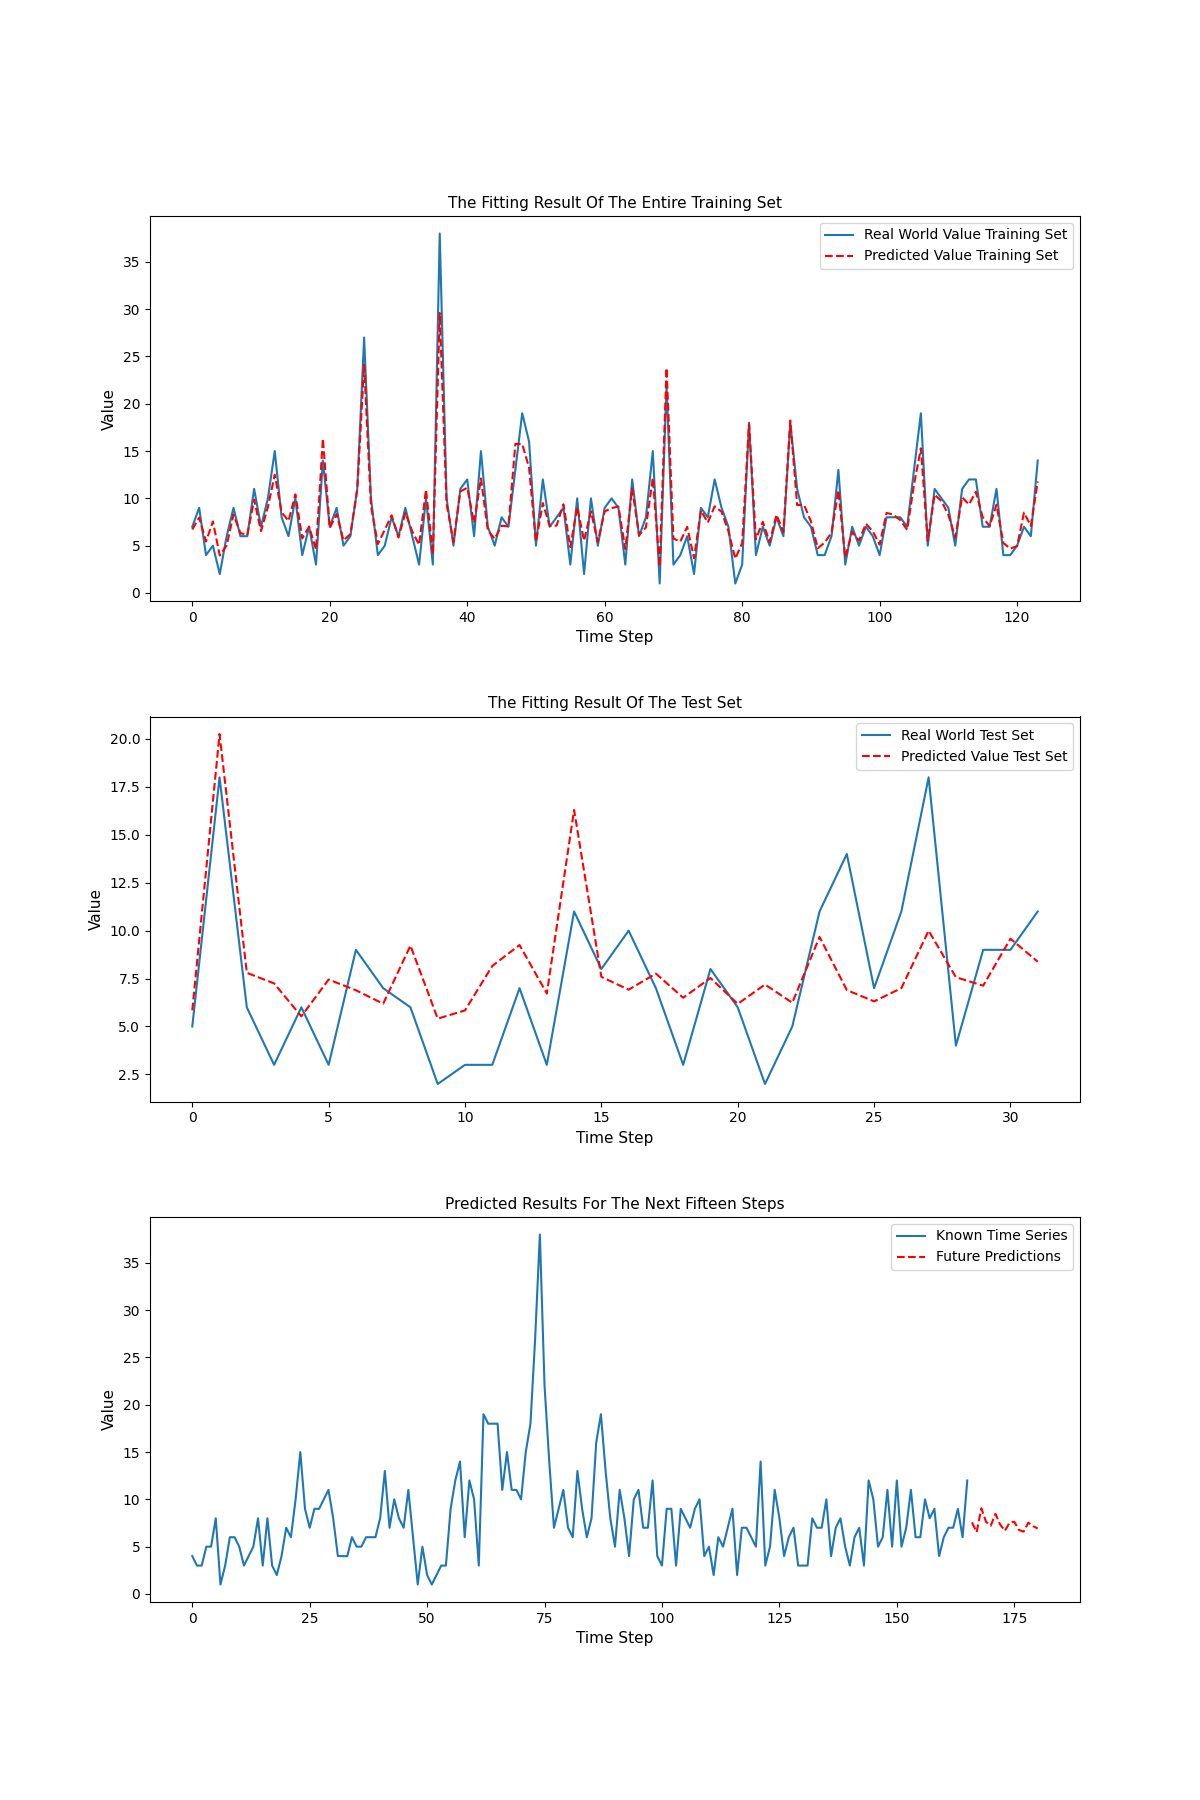 The Fitting Result Of The Entire Training Set
Real World Value Training Set
Predicted Value Training Set
Value
35
30
25
20
15
10
5
0
0 20 40 60 80 100 120
Time Step
The Fitting Result Of The Test Set
Real World Test Set
Predicted Value Test Set
Value
20.0
17.5
15.0
12.5
10.0
7.5
5.0
2.5
0 5 10 15 20 25 30
Time Step
Predicted Results For The Next Fifteen Steps
Known Time Series
Future Predictions
Value
35
30
25
20
15
10
5
0
0 25 50 75 100 125 150 175
Time Step